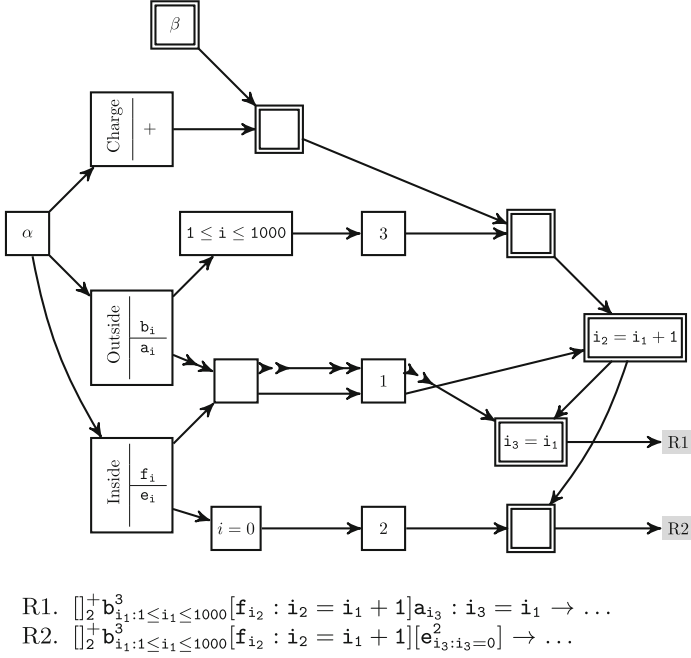 β
Charge +
α
1 ≤ i ≤ 1000
3
Outside b_i a_i
i_2 = i_1 + 1
1
i_3 = i_1
R1
Inside f_i e_i
i = 0
2
R2
R1. []_2^+ b^3_{i_1:1≤i_1≤1000}[f_{i_2} : i_2 = i_1 + 1]a_{i_3} : i_3 = i_1 → ...
R2. []_2^+ b^3_{i_1:1≤i_1≤1000}[f_{i_2} : i_2 = i_1 + 1][e^2_{i_3:i_3=0}] → ...